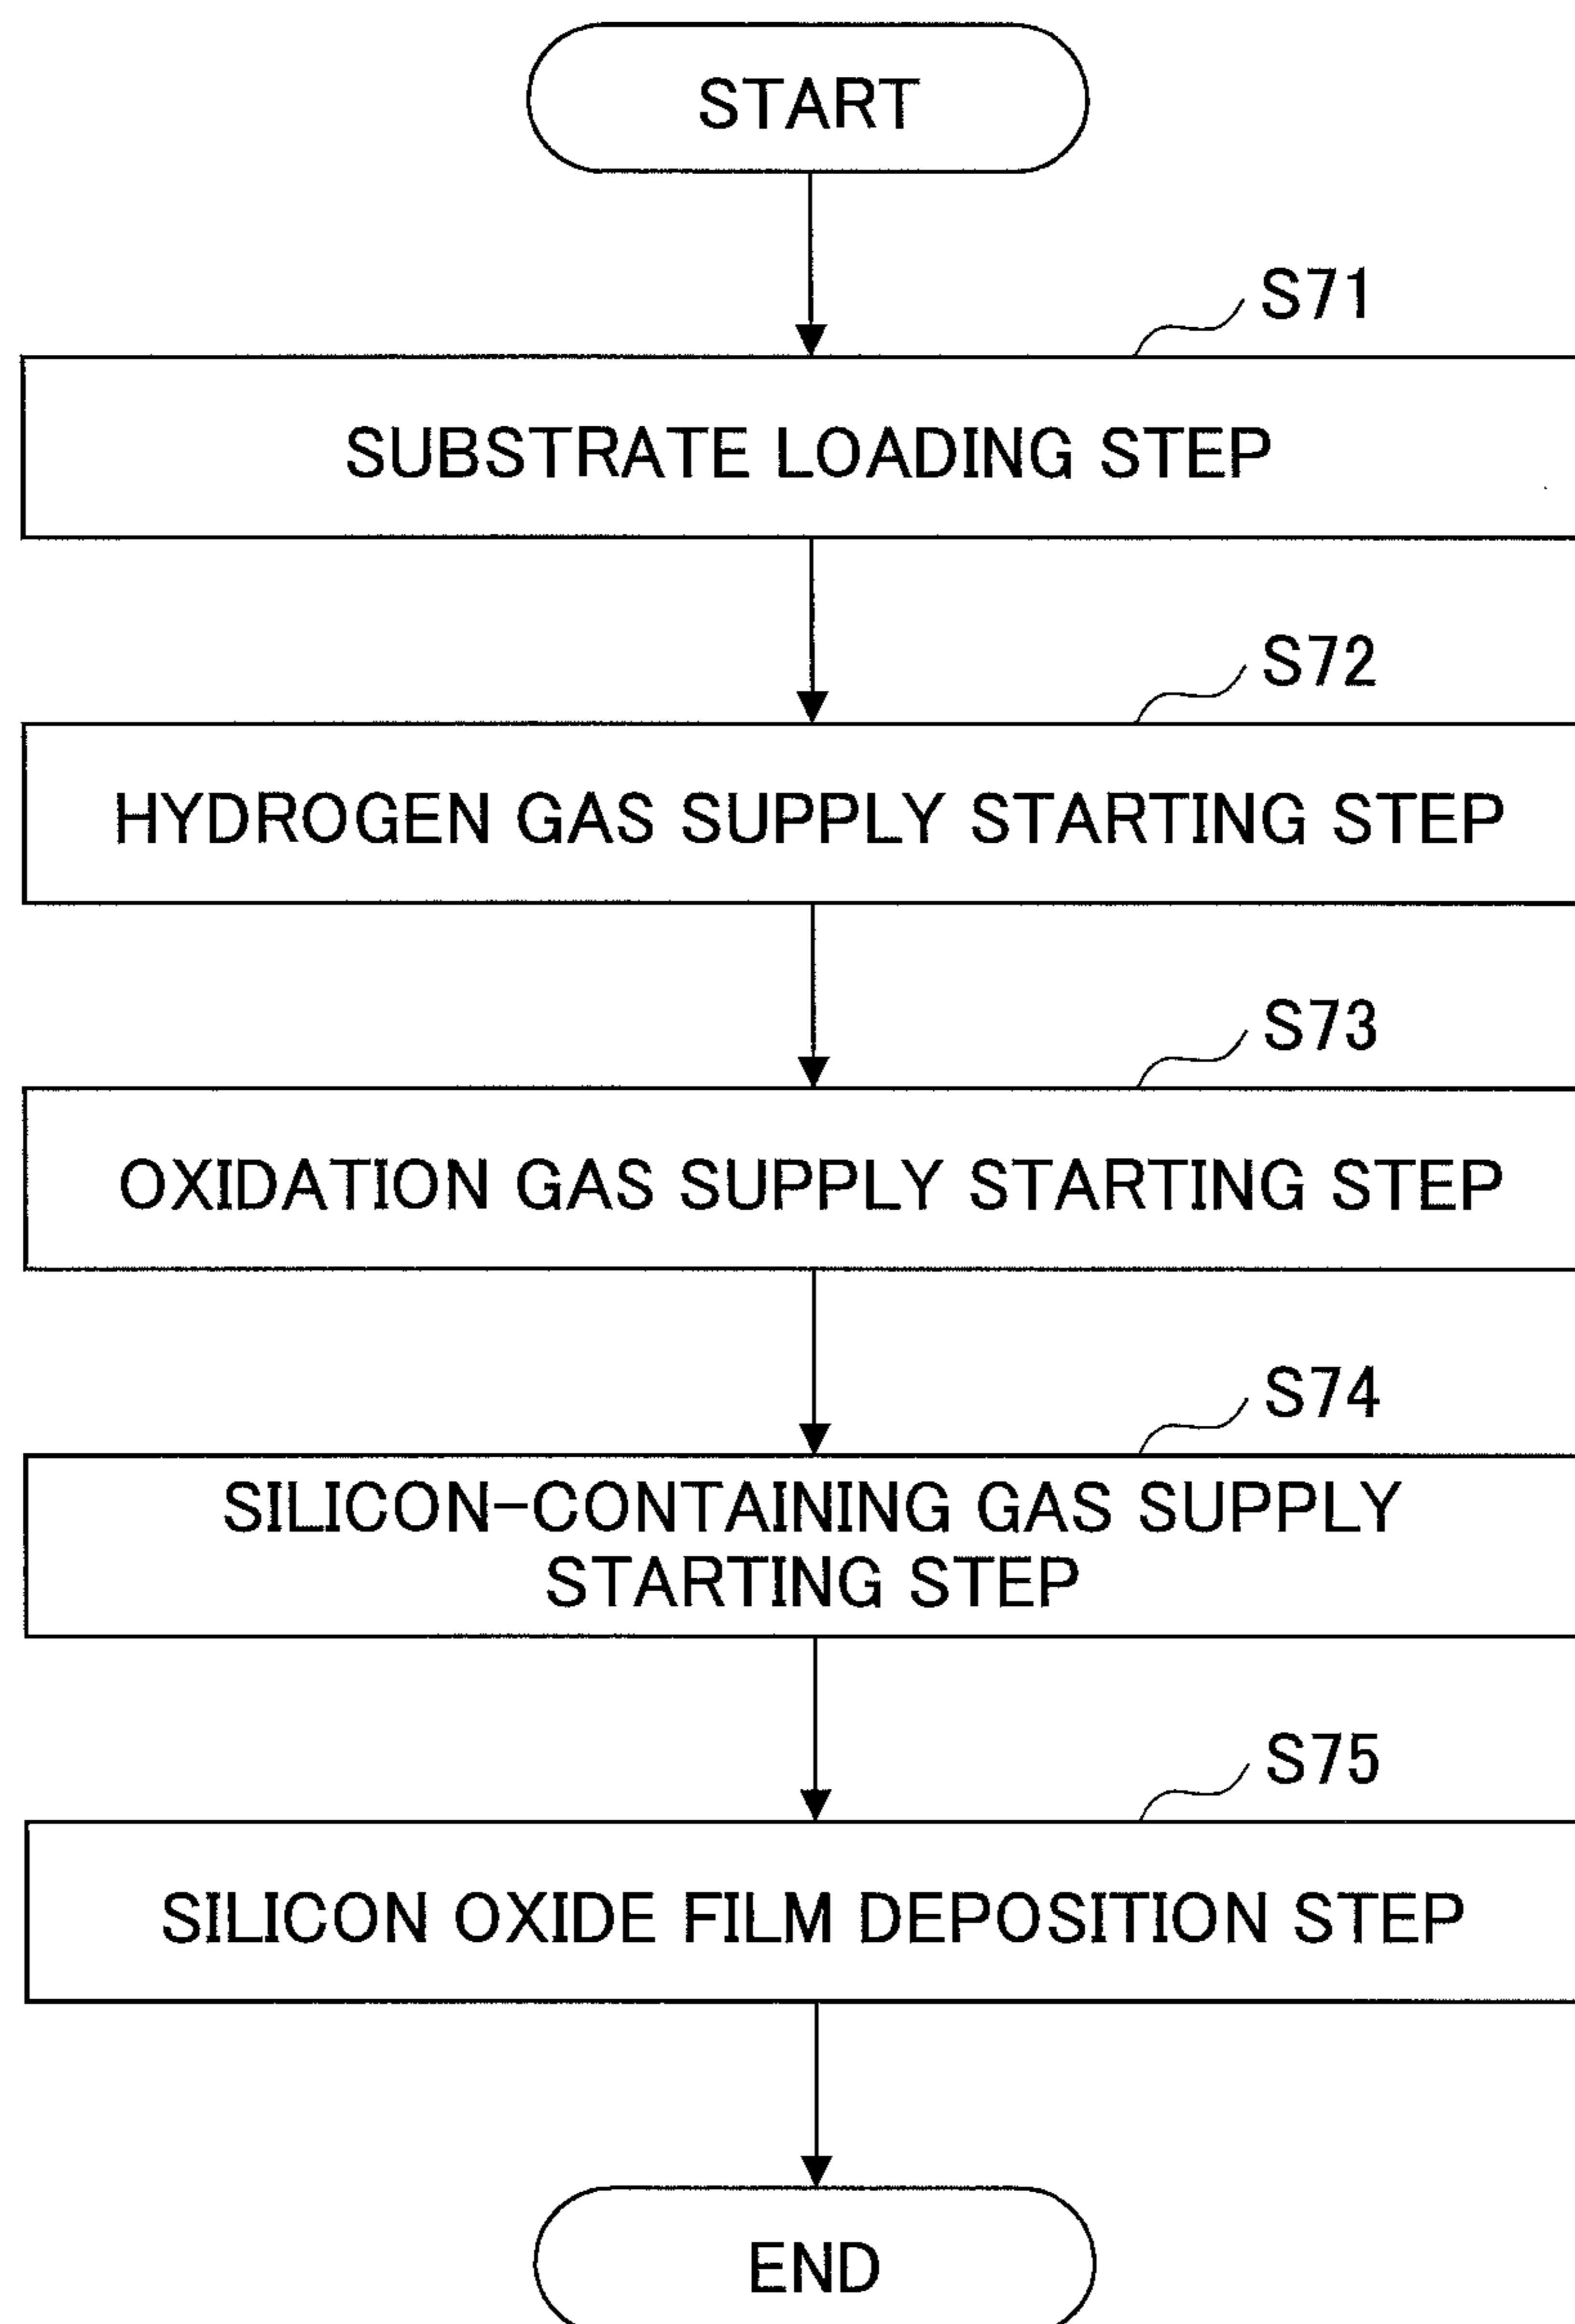 START
S71
SUBSTRATE LOADING STEP
S72
HYDROGEN GAS SUPPLY STARTING STEP
S73
OXIDATION GAS SUPPLY STARTING STEP
S74
SILICON-CONTAINING GAS SUPPLY
STARTING STEP
S75
SILICON OXIDE FILM DEPOSITION STEP
END